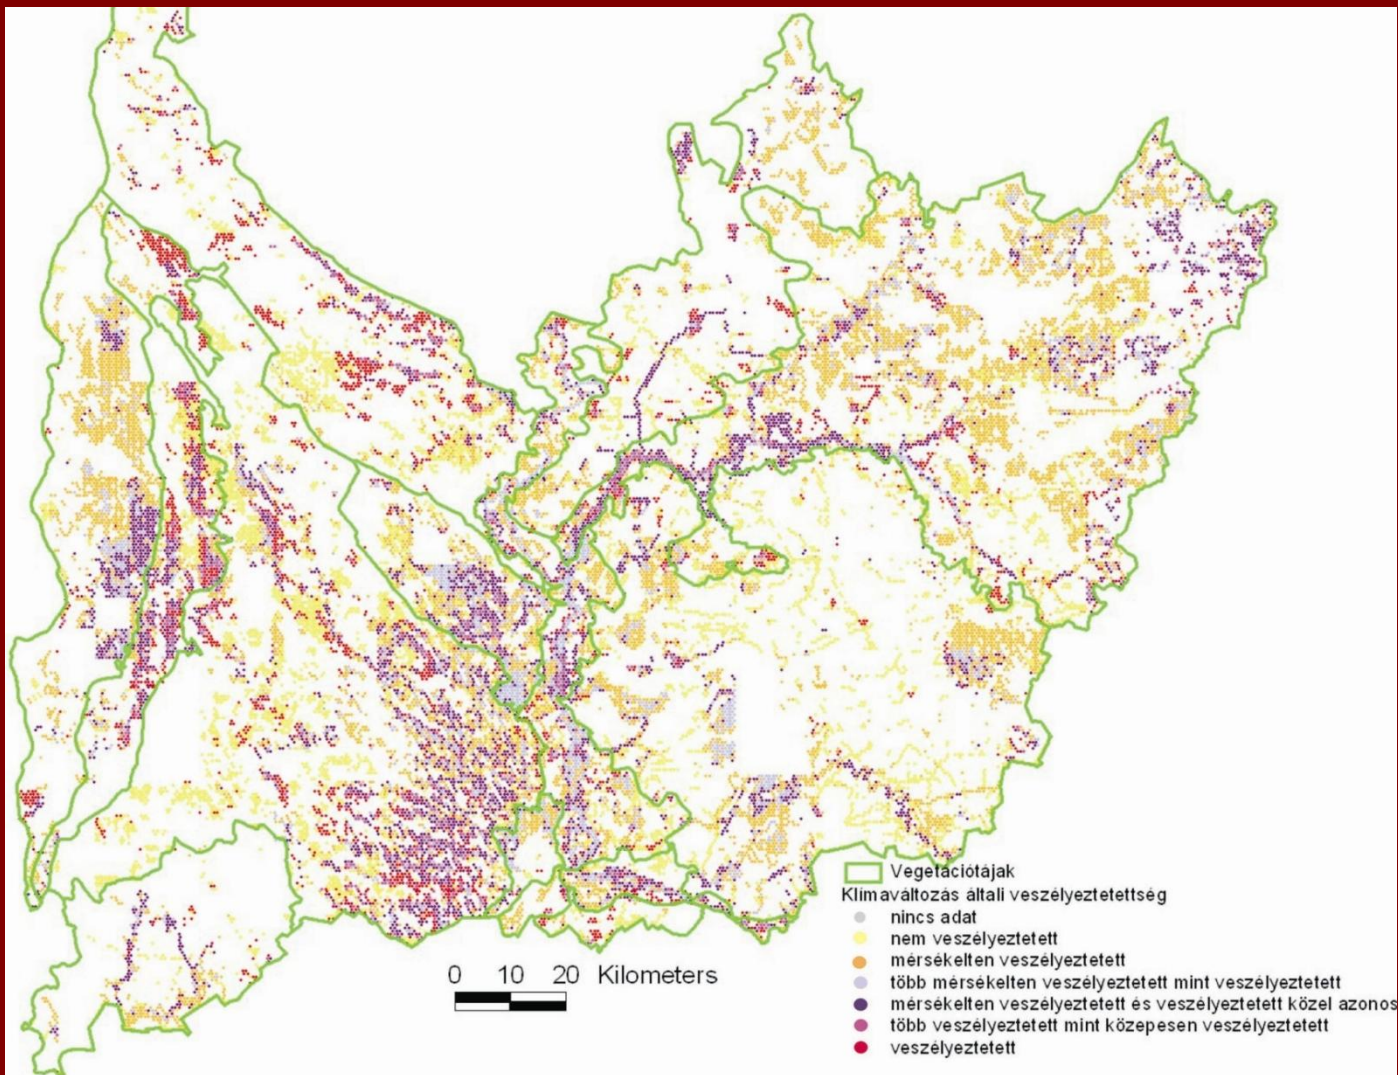 Vegetációtájak
Klímaváltozás általi veszélyeztetettség
nincs adat
nem veszélyeztetett
mérsékelten veszélyeztetett
több mérsékelten veszélyeztetett mint veszélyeztetett
mérsékelten veszélyeztetett és veszélyeztetett közel azonos
több veszélyeztetett mint közepesen veszélyeztetett
veszélyeztetett
0 10 20 Kilometers